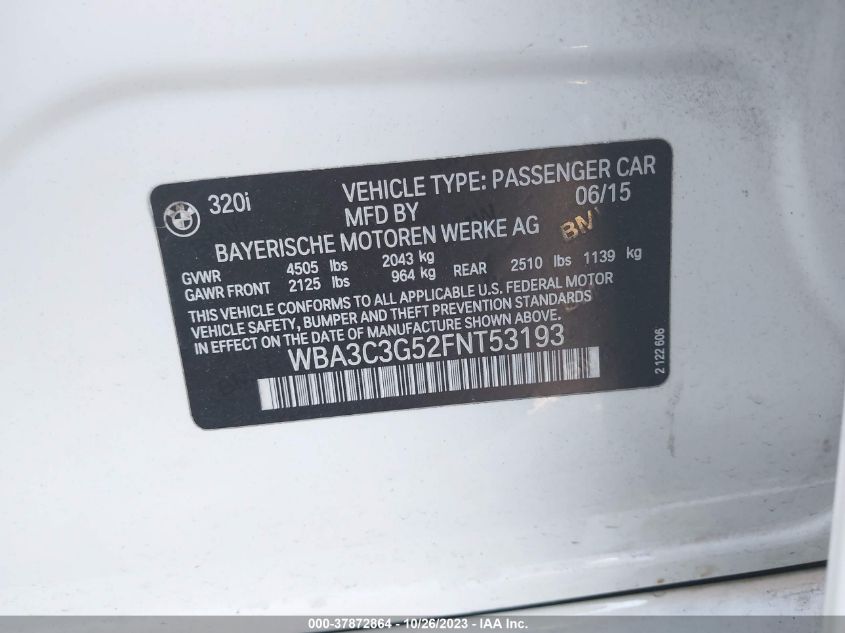 320i VEHICLE TYPE: PASSENGER CAR
MFD BY 06/15
BAYERISCHE MOTOREN WERKE AG
GVWR 4505 lbs 2043 kg
GAWR FRONT 2125 lbs 964 kg REAR 2510 lbs 1139 kg
THIS VEHICLE CONFORMS TO ALL APPLICABLE U.S. FEDERAL MOTOR
VEHICLE SAFETY, BUMPER AND THEFT PREVENTION STANDARDS
IN EFFECT ON THE DATE OF MANUFACTURE SHOWN ABOVE.
WBA3C3G52FNT53193
2 122 606
000-37872864 - 10/26/2023 - IAA, Inc.